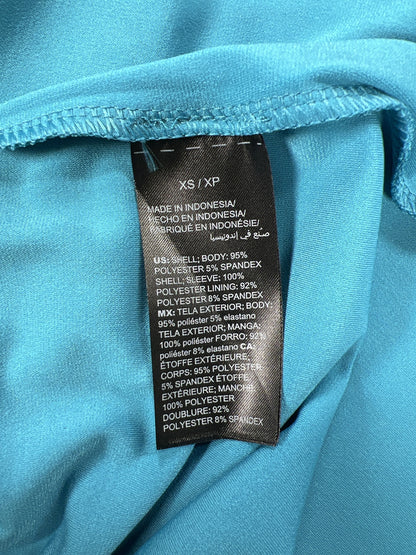 XS / XP
MADE IN INDONESIA/
HECHO EN INDONESIA/
FABRIQUÉ EN INDONÉSIE/
صُنع في إندونيسيا
US: SHELL; BODY: 95%
POLYESTER 5% SPANDEX
SHELL; SLEEVE: 100%
POLYESTER LINING: 92%
POLYESTER 8% SPANDEX
MX: TELA EXTERIOR; BODY:
95% poliéster 5% elastano
TELA EXTERIOR; MANGA:
100% poliéster FORRO: 92%
poliéster 8% elastano CA:
ÉTOFFE EXTÉRIEURE;
CORPS: 95% POLYESTER
5% SPANDEX ÉTOFFE
EXTÉRIEURE; MANCHE:
100% POLYESTER
DOUBLURE: 92%
POLYESTER 8% SPANDEX